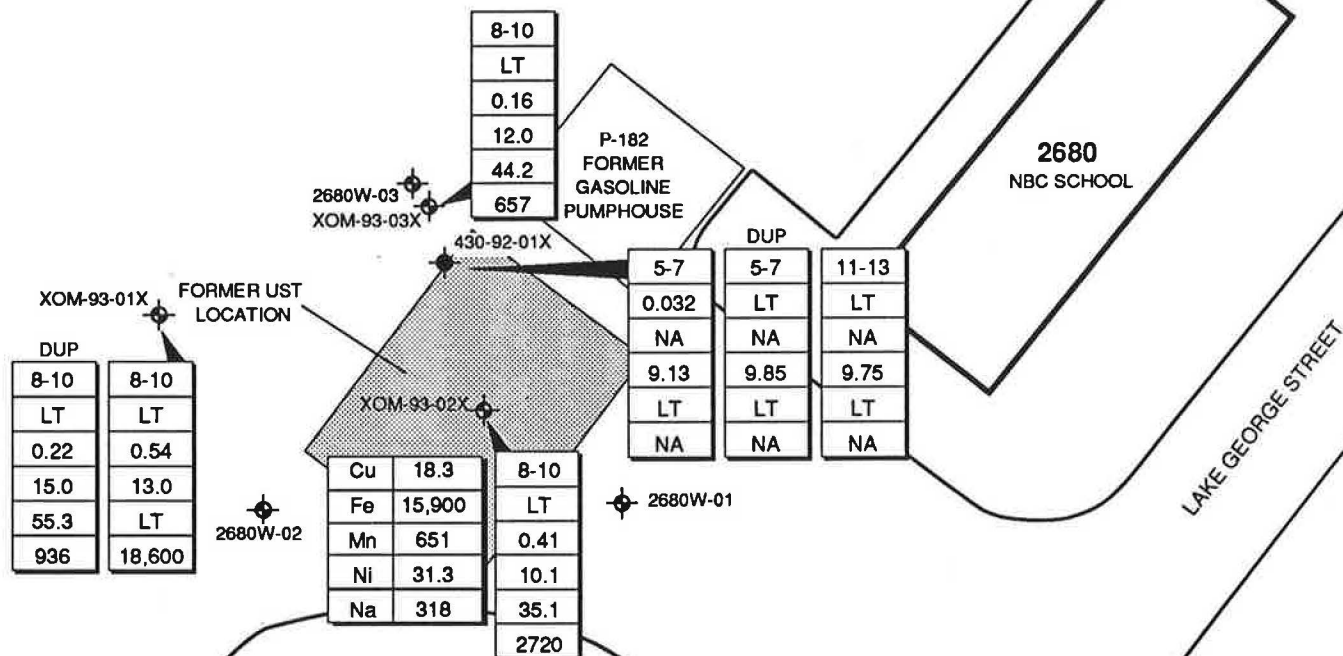 8-10
LT
0.16
12.0
44.2
657
P-182
FORMER
GASOLINE
PUMPHOUSE
2680
NBC SCHOOL
2680W-03
XOM-93-03X
430-92-01X
5-7
0.032
NA
9.13
LT
NA
DUP
5-7
LT
NA
9.85
LT
NA
11-13
LT
NA
9.75
LT
NA
XOM-93-01X
FORMER UST
LOCATION
DUP
8-10
LT
0.22
15.0
55.3
936
8-10
LT
0.54
13.0
LT
18,600
XOM-93-02X
2680W-02
Cu 18.3
Fe 15,900
Mn 651
Ni 31.3
Na 318
8-10
LT
0.41
10.1
35.1
2720
2680W-01
LAKE GEORGE STREET